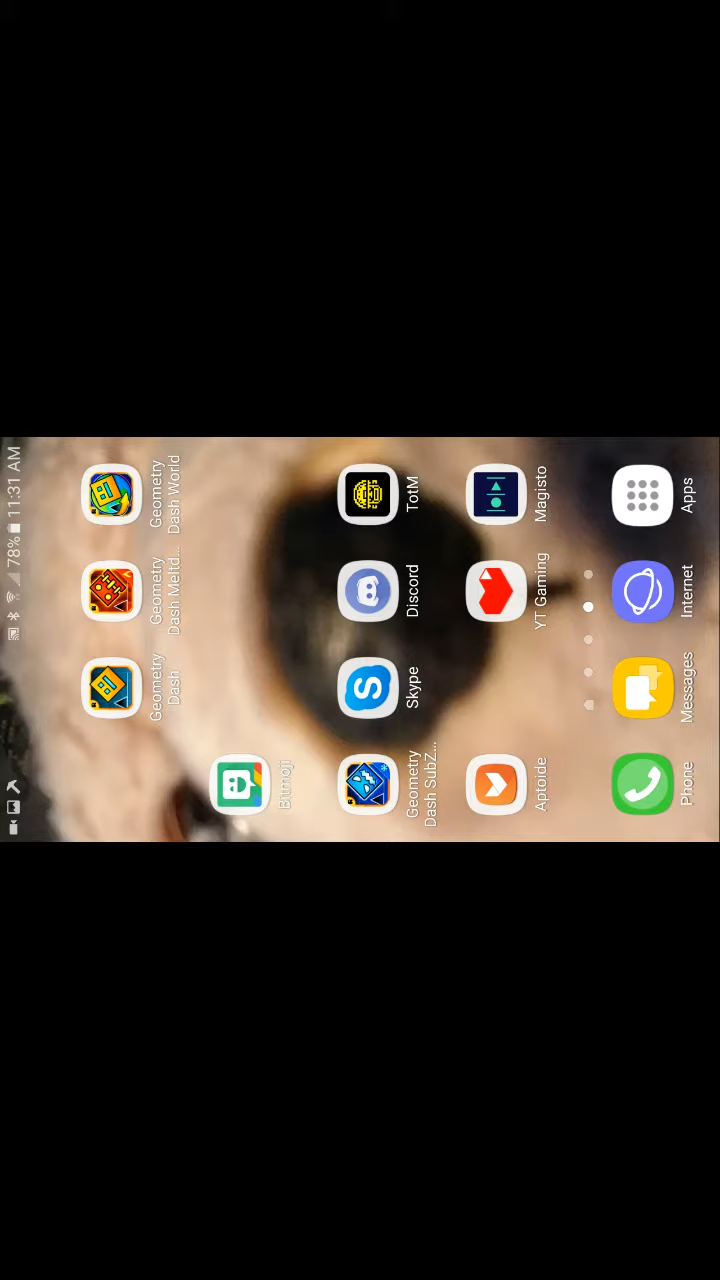 78% 11:31 AM
Geometry
Dash
Geometry
Dash Meltd...
Geometry
Dash World
Bitmoji
Geometry
Dash SubZ...
Skype
Discord
TotM
Aptoide
YT Gaming
Magisto
Phone
Messages
Internet
Apps